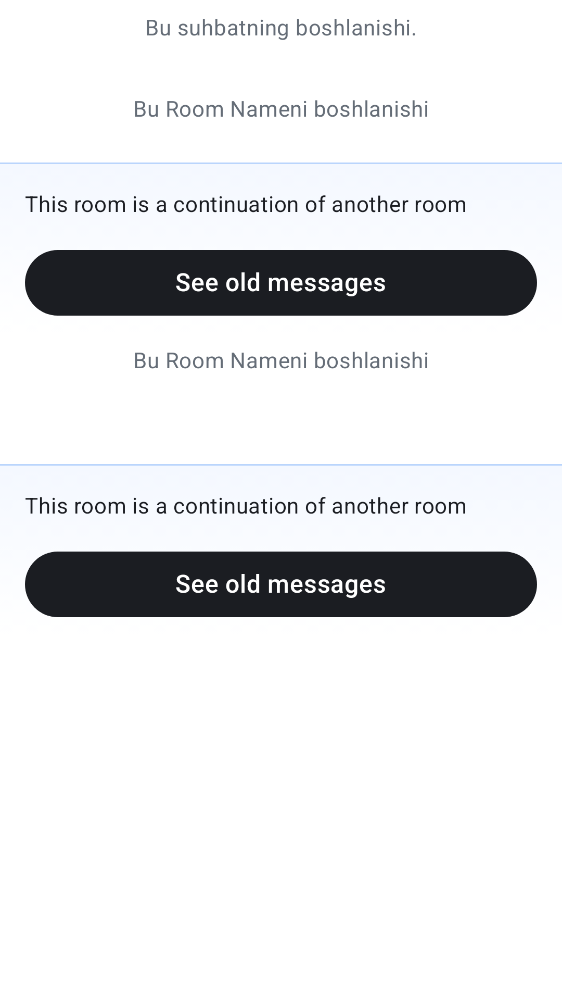 Bu suhbatning boshlanishi.
Bu Room Nameni boshlanishi
This room is a continuation of another room
See old messages
Bu Room Nameni boshlanishi
This room is a continuation of another room
See old messages